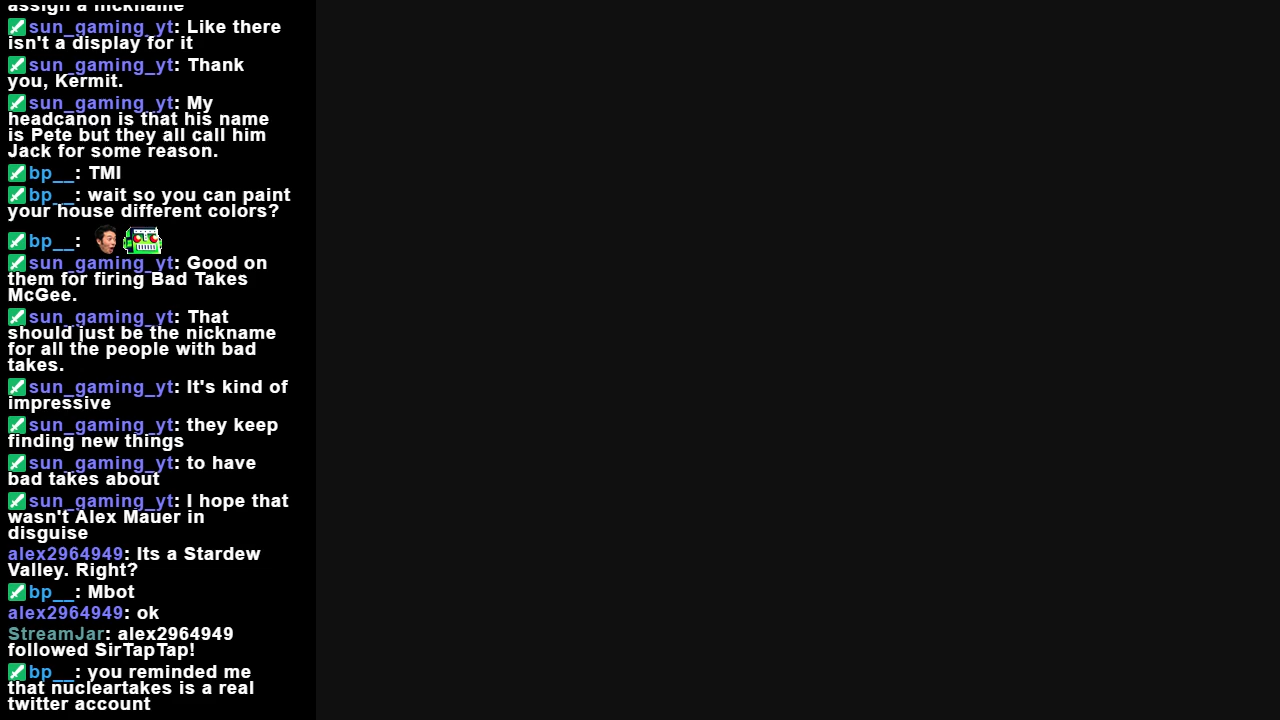 assign a nickname
sun_gaming_yt: Like there
isn't a display for it
sun_gaming_yt: Thank
you, Kermit.
sun_gaming_yt: My
headcanon is that his name
is Pete but they all call him
Jack for some reason.
bp__: TMI
bp__: wait so you can paint
your house different colors?
bp__:
sun_gaming_yt: Good on
them for firing Bad Takes
McGee.
sun_gaming_yt: That
should just be the nickname
for all the people with bad
takes.
sun_gaming_yt: It's kind of
impressive
sun_gaming_yt: they keep
finding new things
sun_gaming_yt: to have
bad takes about
sun_gaming_yt: I hope that
wasn't Alex Mauer in
disguise
alex2964949: Its a Stardew
Valley. Right?
bp__: Mbot
alex2964949: ok
StreamJar: alex2964949
followed SirTapTap!
bp__: you reminded me
that nucleartakes is a real
twitter account